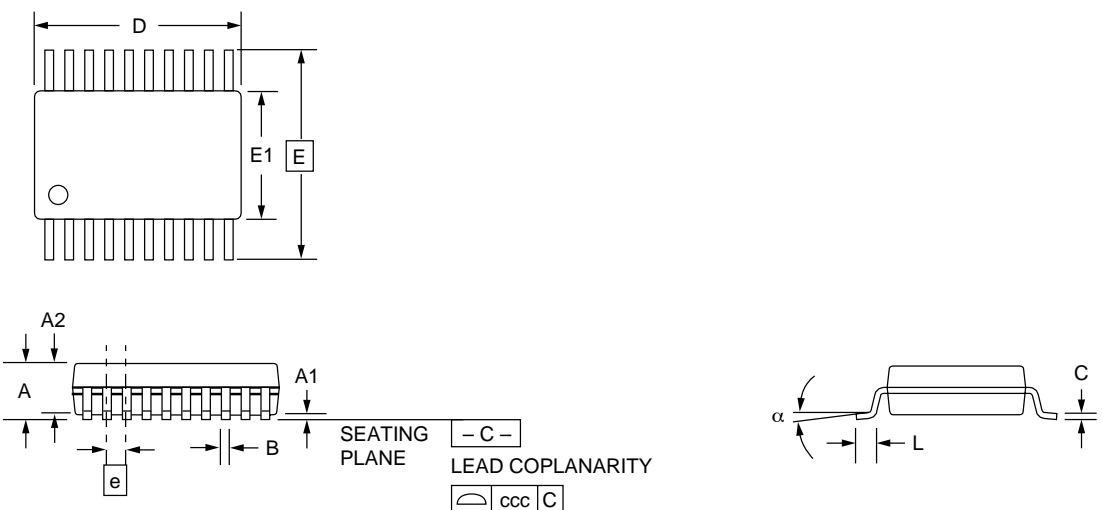 D
E1
E
A2
A
A1
SEATING
PLANE
– C –
LEAD COPLANARITY
ccc C
B
e
α
L
C